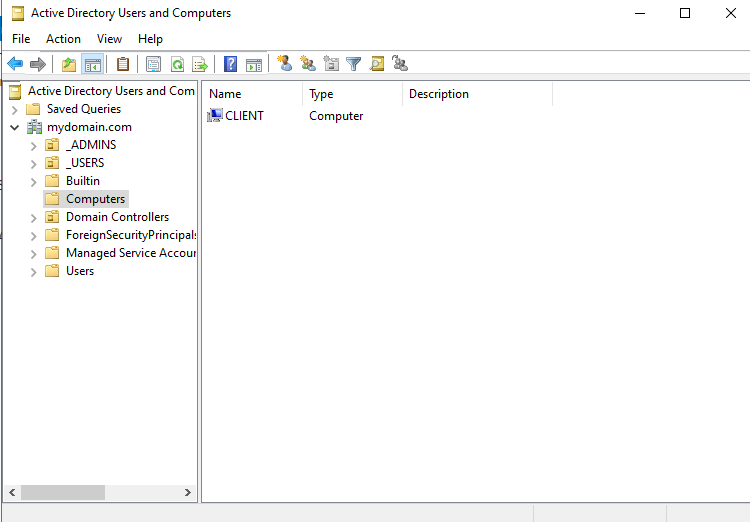 Active Directory Users and Computers
File Action View Help
Active Directory Users and Com
Saved Queries
mydomain.com
_ADMINS
_USERS
Builtin
Computers
Domain Controllers
ForeignSecurityPrincipals
Managed Service Accour
Users
Name Type Description
CLIENT Computer